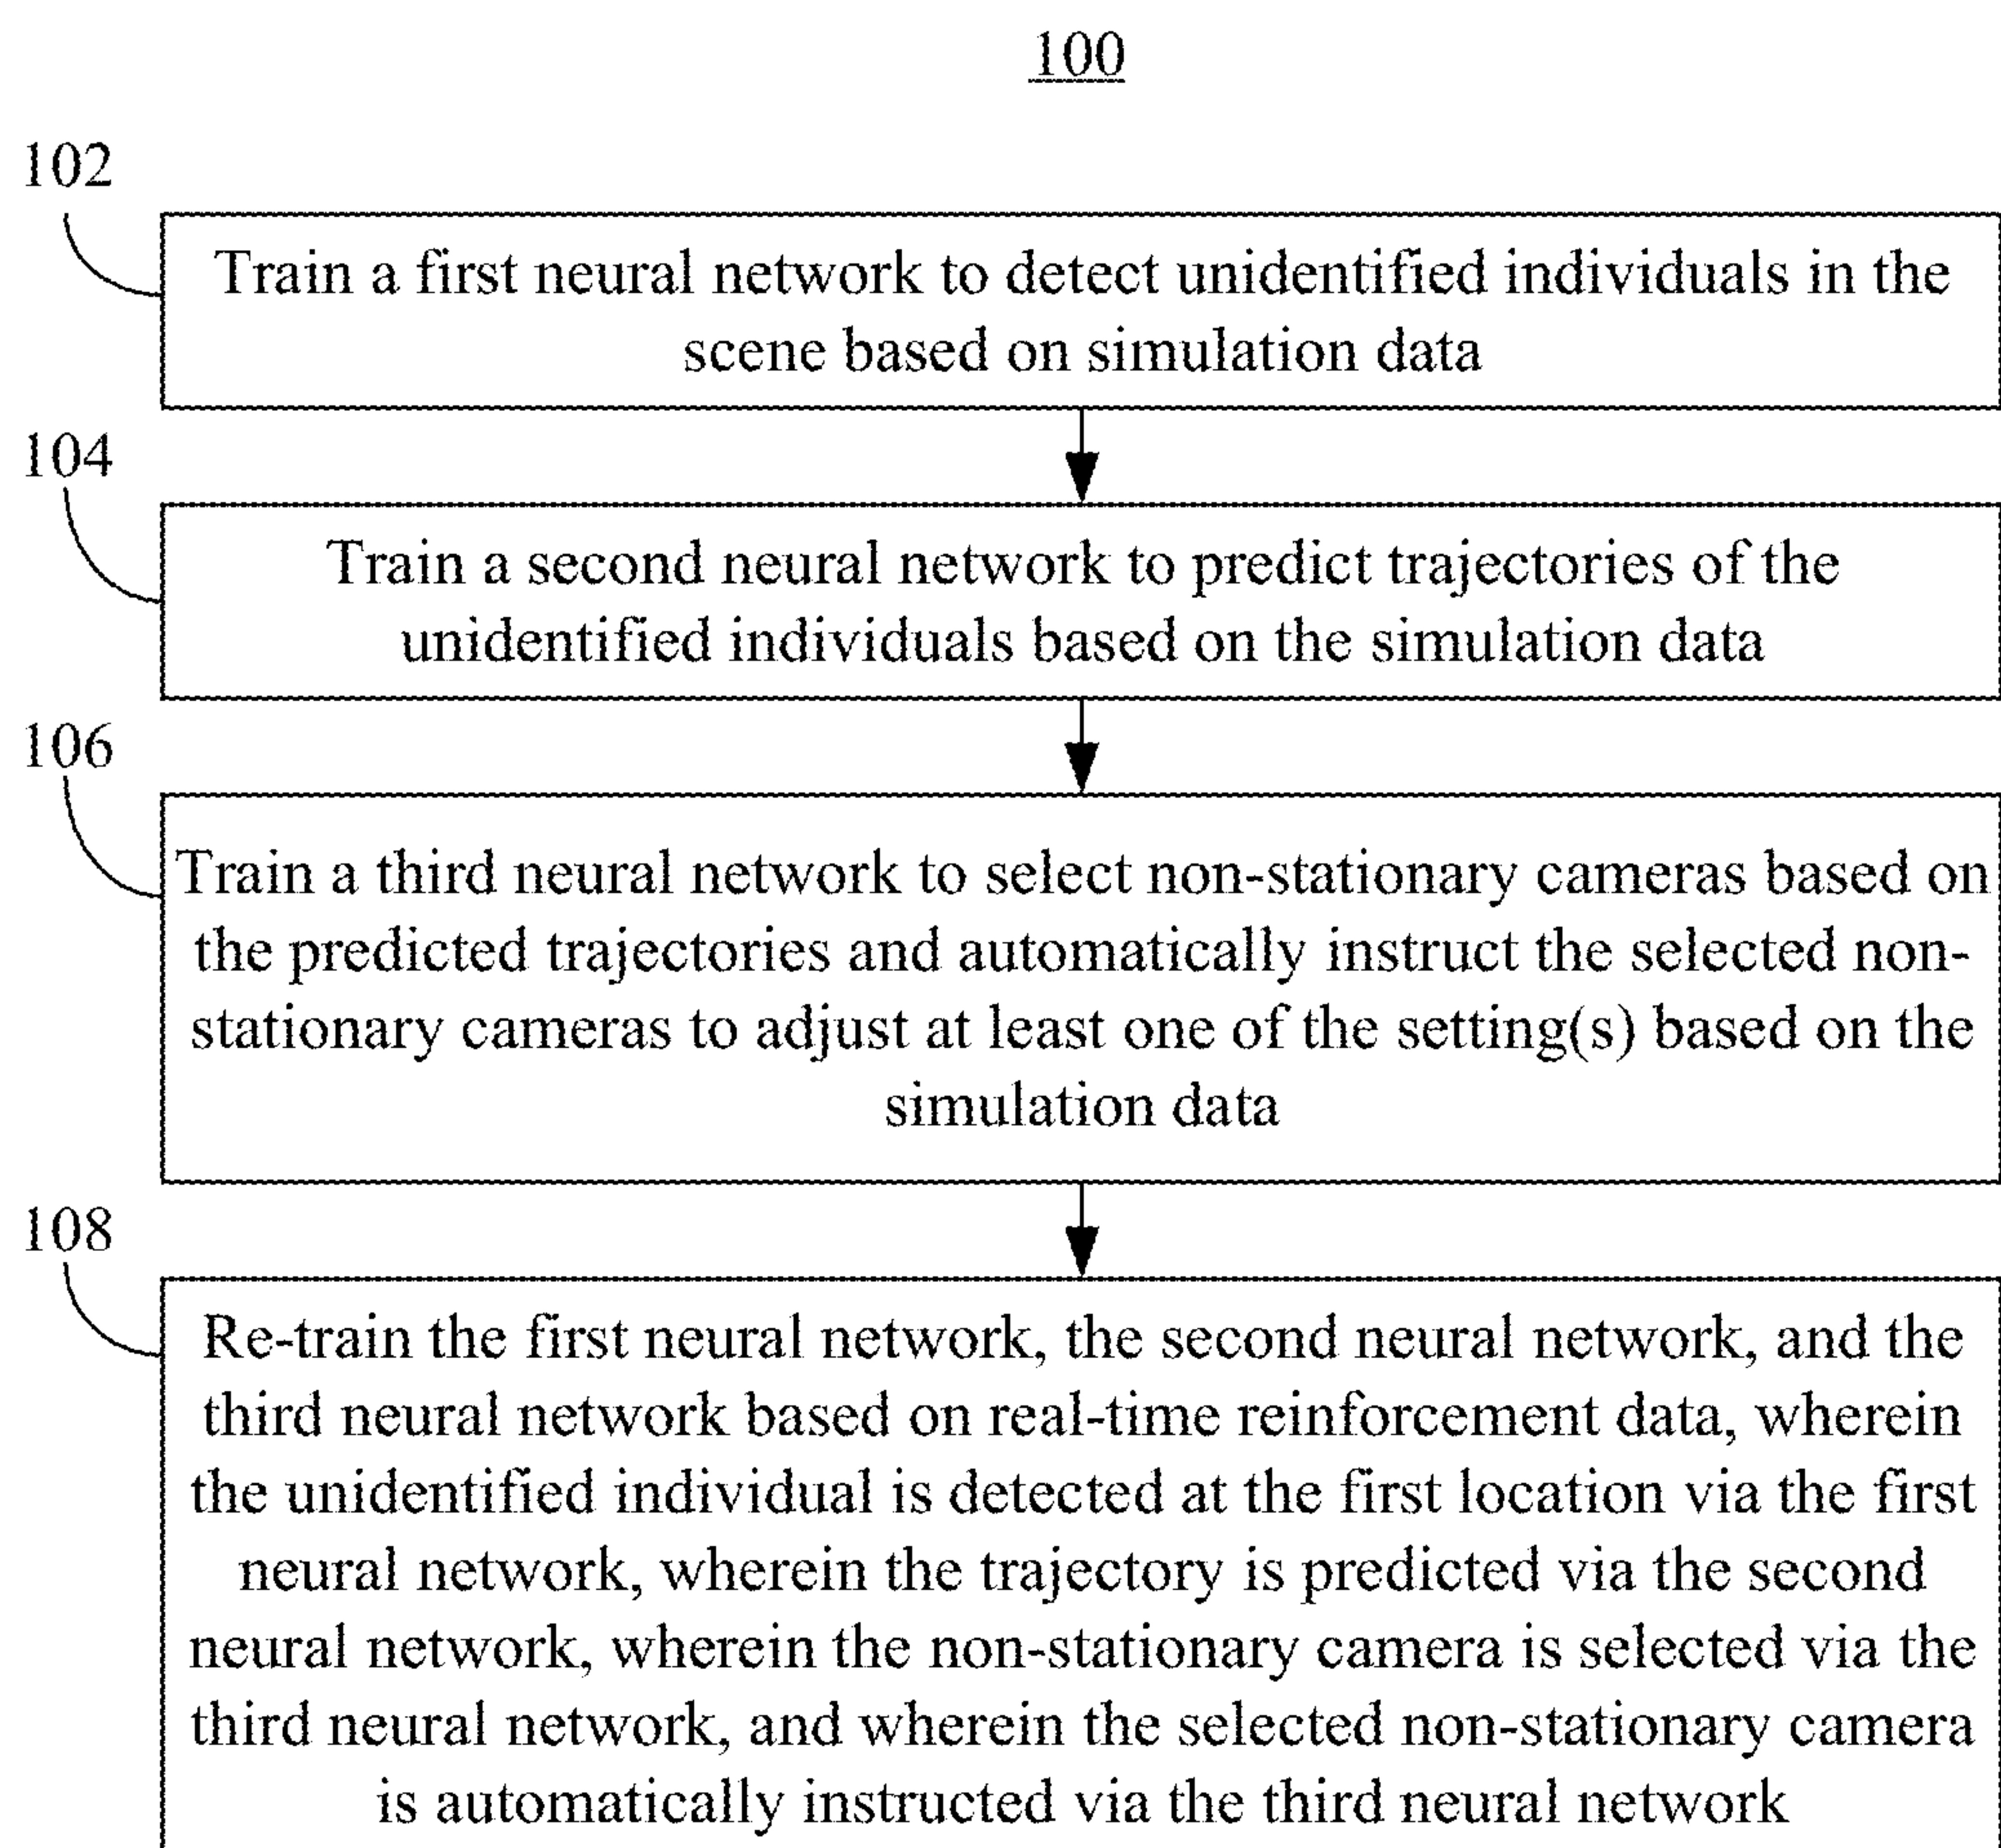 100
102
Train a first neural network to detect unidentified individuals in the
scene based on simulation data
104
Train a second neural network to predict trajectories of the
unidentified individuals based on the simulation data
106
Train a third neural network to select non-stationary cameras based on
the predicted trajectories and automatically instruct the selected non-
stationary cameras to adjust at least one of the setting(s) based on the
simulation data
108
Re-train the first neural network, the second neural network, and the
third neural network based on real-time reinforcement data, wherein
the unidentified individual is detected at the first location via the first
neural network, wherein the trajectory is predicted via the second
neural network, wherein the non-stationary camera is selected via the
third neural network, and wherein the selected non-stationary camera
is automatically instructed via the third neural network